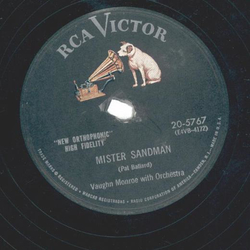 RCA VICTOR
"NEW ORTHOPHONIC"
HIGH FIDELITY
20-5767
(E4VB-4172)
MISTER SANDMAN
(Pat Ballard)
Vaughn Monroe with Orchestra